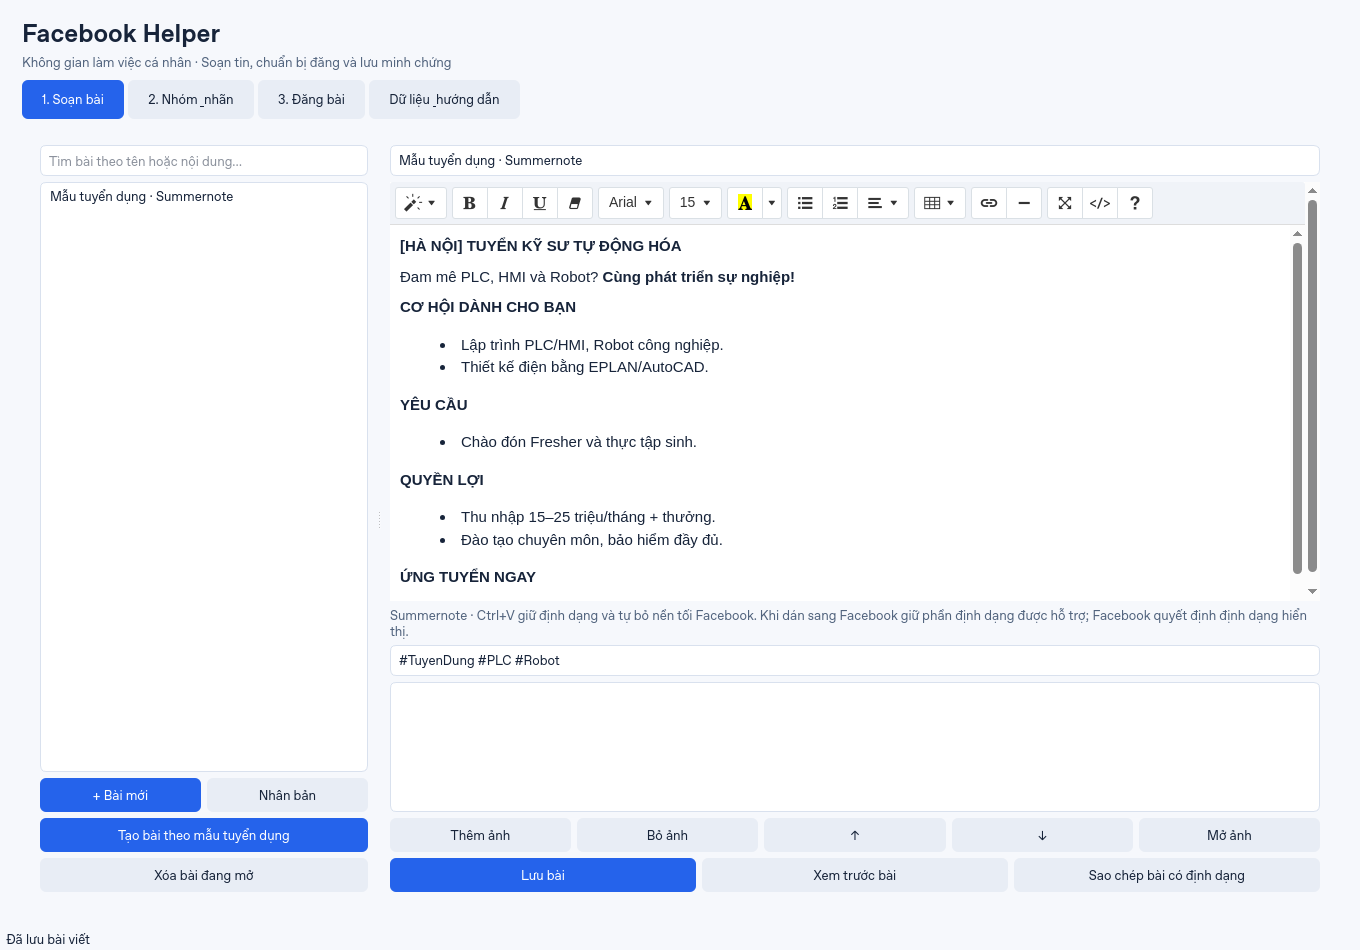 Facebook Helper
Không gian làm việc cá nhân · Soạn tin, chuẩn bị đăng và lưu minh chứng
1. Soạn bài
2. Nhóm _nhãn
3. Đăng bài
Dữ liệu _hướng dẫn
Tìm bài theo tên hoặc nội dung...
Mẫu tuyển dụng · Summernote
+ Bài mới
Nhân bản
Tạo bài theo mẫu tuyển dụng
Xóa bài đang mở
Mẫu tuyển dụng · Summernote
B I U Arial 15 A </> ?
[HÀ NỘI] TUYỂN KỸ SƯ TỰ ĐỘNG HÓA
Đam mê PLC, HMI và Robot? Cùng phát triển sự nghiệp!
CƠ HỘI DÀNH CHO BẠN
• Lập trình PLC/HMI, Robot công nghiệp.
• Thiết kế điện bằng EPLAN/AutoCAD.
YÊU CẦU
• Chào đón Fresher và thực tập sinh.
QUYỀN LỢI
• Thu nhập 15–25 triệu/tháng + thưởng.
• Đào tạo chuyên môn, bảo hiểm đầy đủ.
ỨNG TUYỂN NGAY
Summernote · Ctrl+V giữ định dạng và tự bỏ nền tối Facebook. Khi dán sang Facebook giữ phần định dạng được hỗ trợ; Facebook quyết định định dạng hiển
thị.
#TuyenDung #PLC #Robot
Thêm ảnh
Bỏ ảnh
↑
↓
Mở ảnh
Lưu bài
Xem trước bài
Sao chép bài có định dạng
Đã lưu bài viết